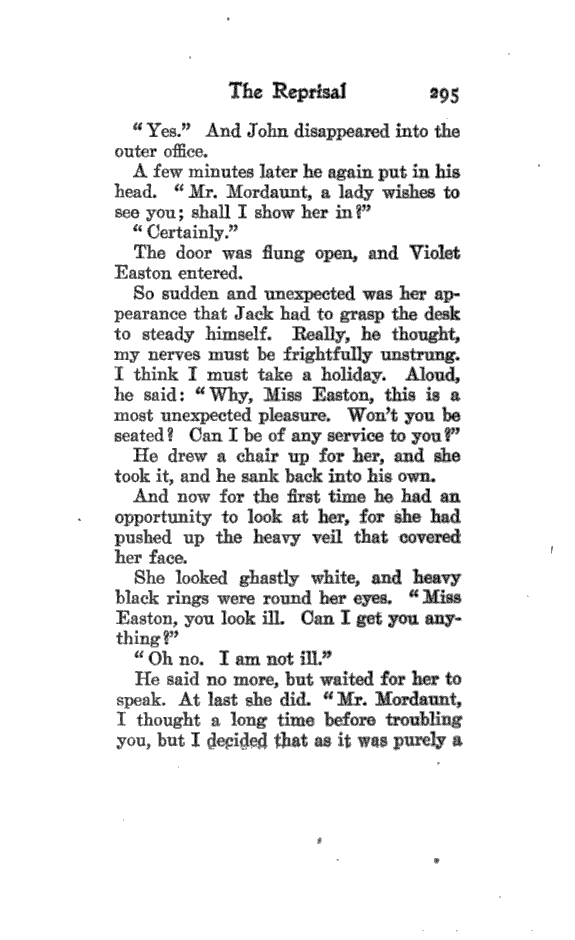 The Reprisal 295
“Yes.” And John disappeared into the
outer office.
A few minutes later he again put in his
head. “Mr. Mordaunt, a lady wishes to
see you; shall I show her in?”
“Certainly.”
The door was flung open, and Violet
Easton entered.
So sudden and unexpected was her ap-
pearance that Jack had to grasp the desk
to steady himself. Really, he thought,
my nerves must be frightfully unstrung.
I think I must take a holiday. Aloud,
he said: “Why, Miss Easton, this is a
most unexpected pleasure. Won’t you be
seated? Can I be of any service to you?”
He drew a chair up for her, and she
took it, and he sank back into his own.
And now for the first time he had an
opportunity to look at her, for she had
pushed up the heavy veil that covered
her face.
She looked ghastly white, and heavy
black rings were round her eyes. “Miss
Easton, you look ill. Can I get you any-
thing?”
“Oh no. I am not ill.”
He said no more, but waited for her to
speak. At last she did. “Mr. Mordaunt,
I thought a long time before troubling
you, but I decided that as it was purely a